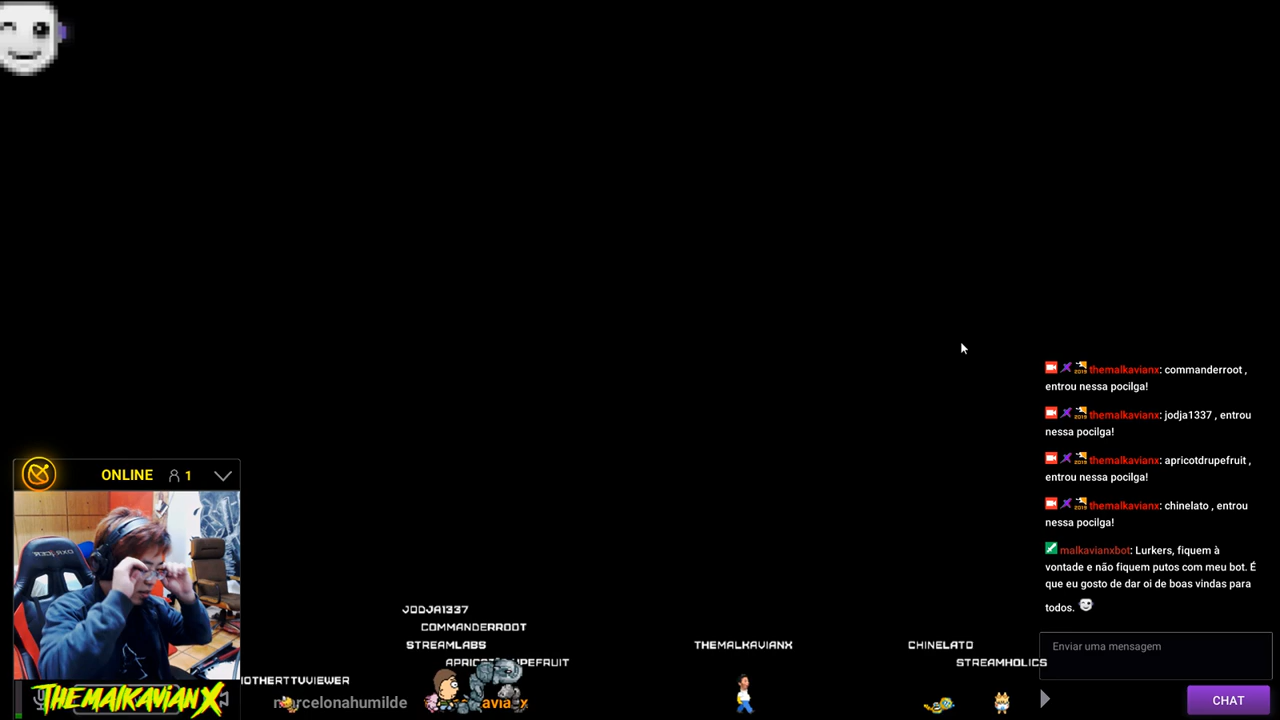 themalkavianx: commanderroot ,
entrou nessa pocilga!
themalkavianx: jodja1337 , entrou
nessa pocilga!
themalkavianx: apricotdrupefruit ,
entrou nessa pocilga!
themalkavianx: chinelato , entrou
nessa pocilga!
malkavianxbot: Lurkers, fiquem à
vontade e não fiquem putos com meu bot. É
que eu gosto de dar oi de boas vindas para
todos.
Enviar uma mensagem
CHAT
ONLINE 1
THEMALKAVIANX
JODJA1337
COMMANDERROOT
STREAMLABS
THEMALKAVIANX
CHINELATO
STREAMHOLICS
OTHERTTVVIEWER